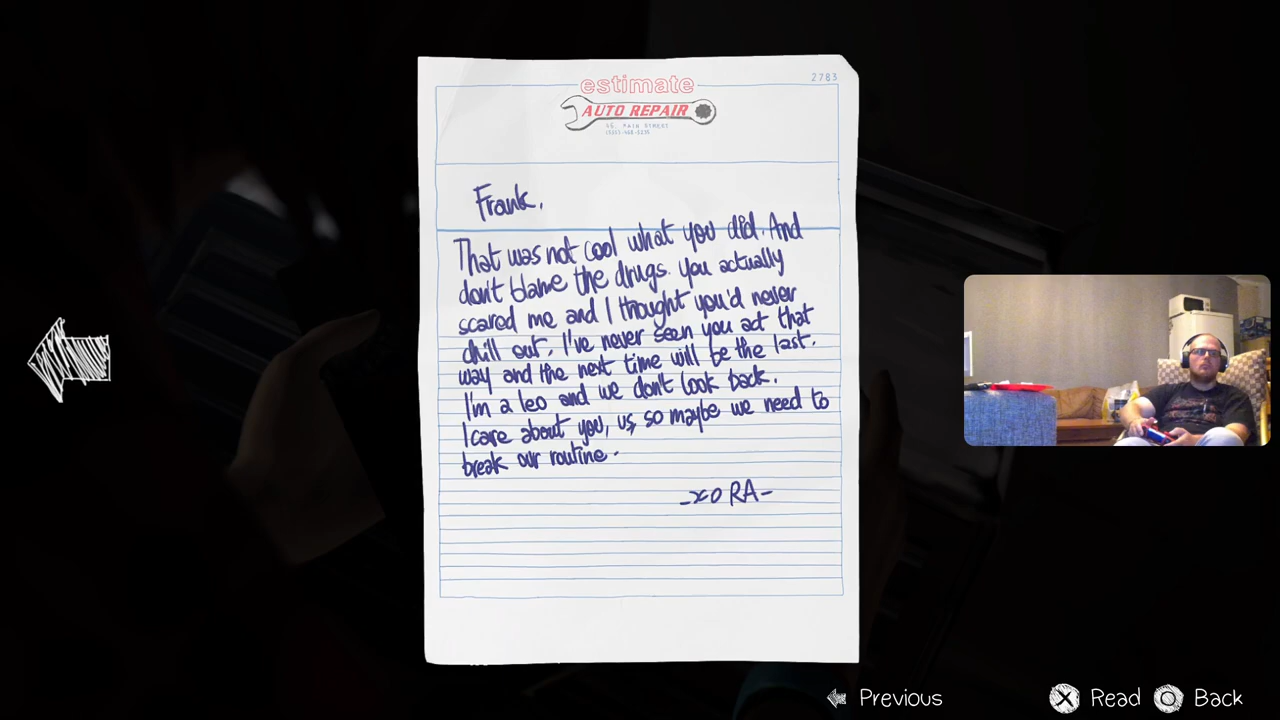 estimate
2783
AUTO REPAIR
Frank,
That was not cool what you did. And
don't blame the drugs. You actually
scared me and I thought you'd never
chill out. I've never seen you act that
way and the next time will be the last.
I'm a leo and we don't look back.
I care about you, us, so maybe we need to
break our routine.
-xo RA-
Previous
Read
Back